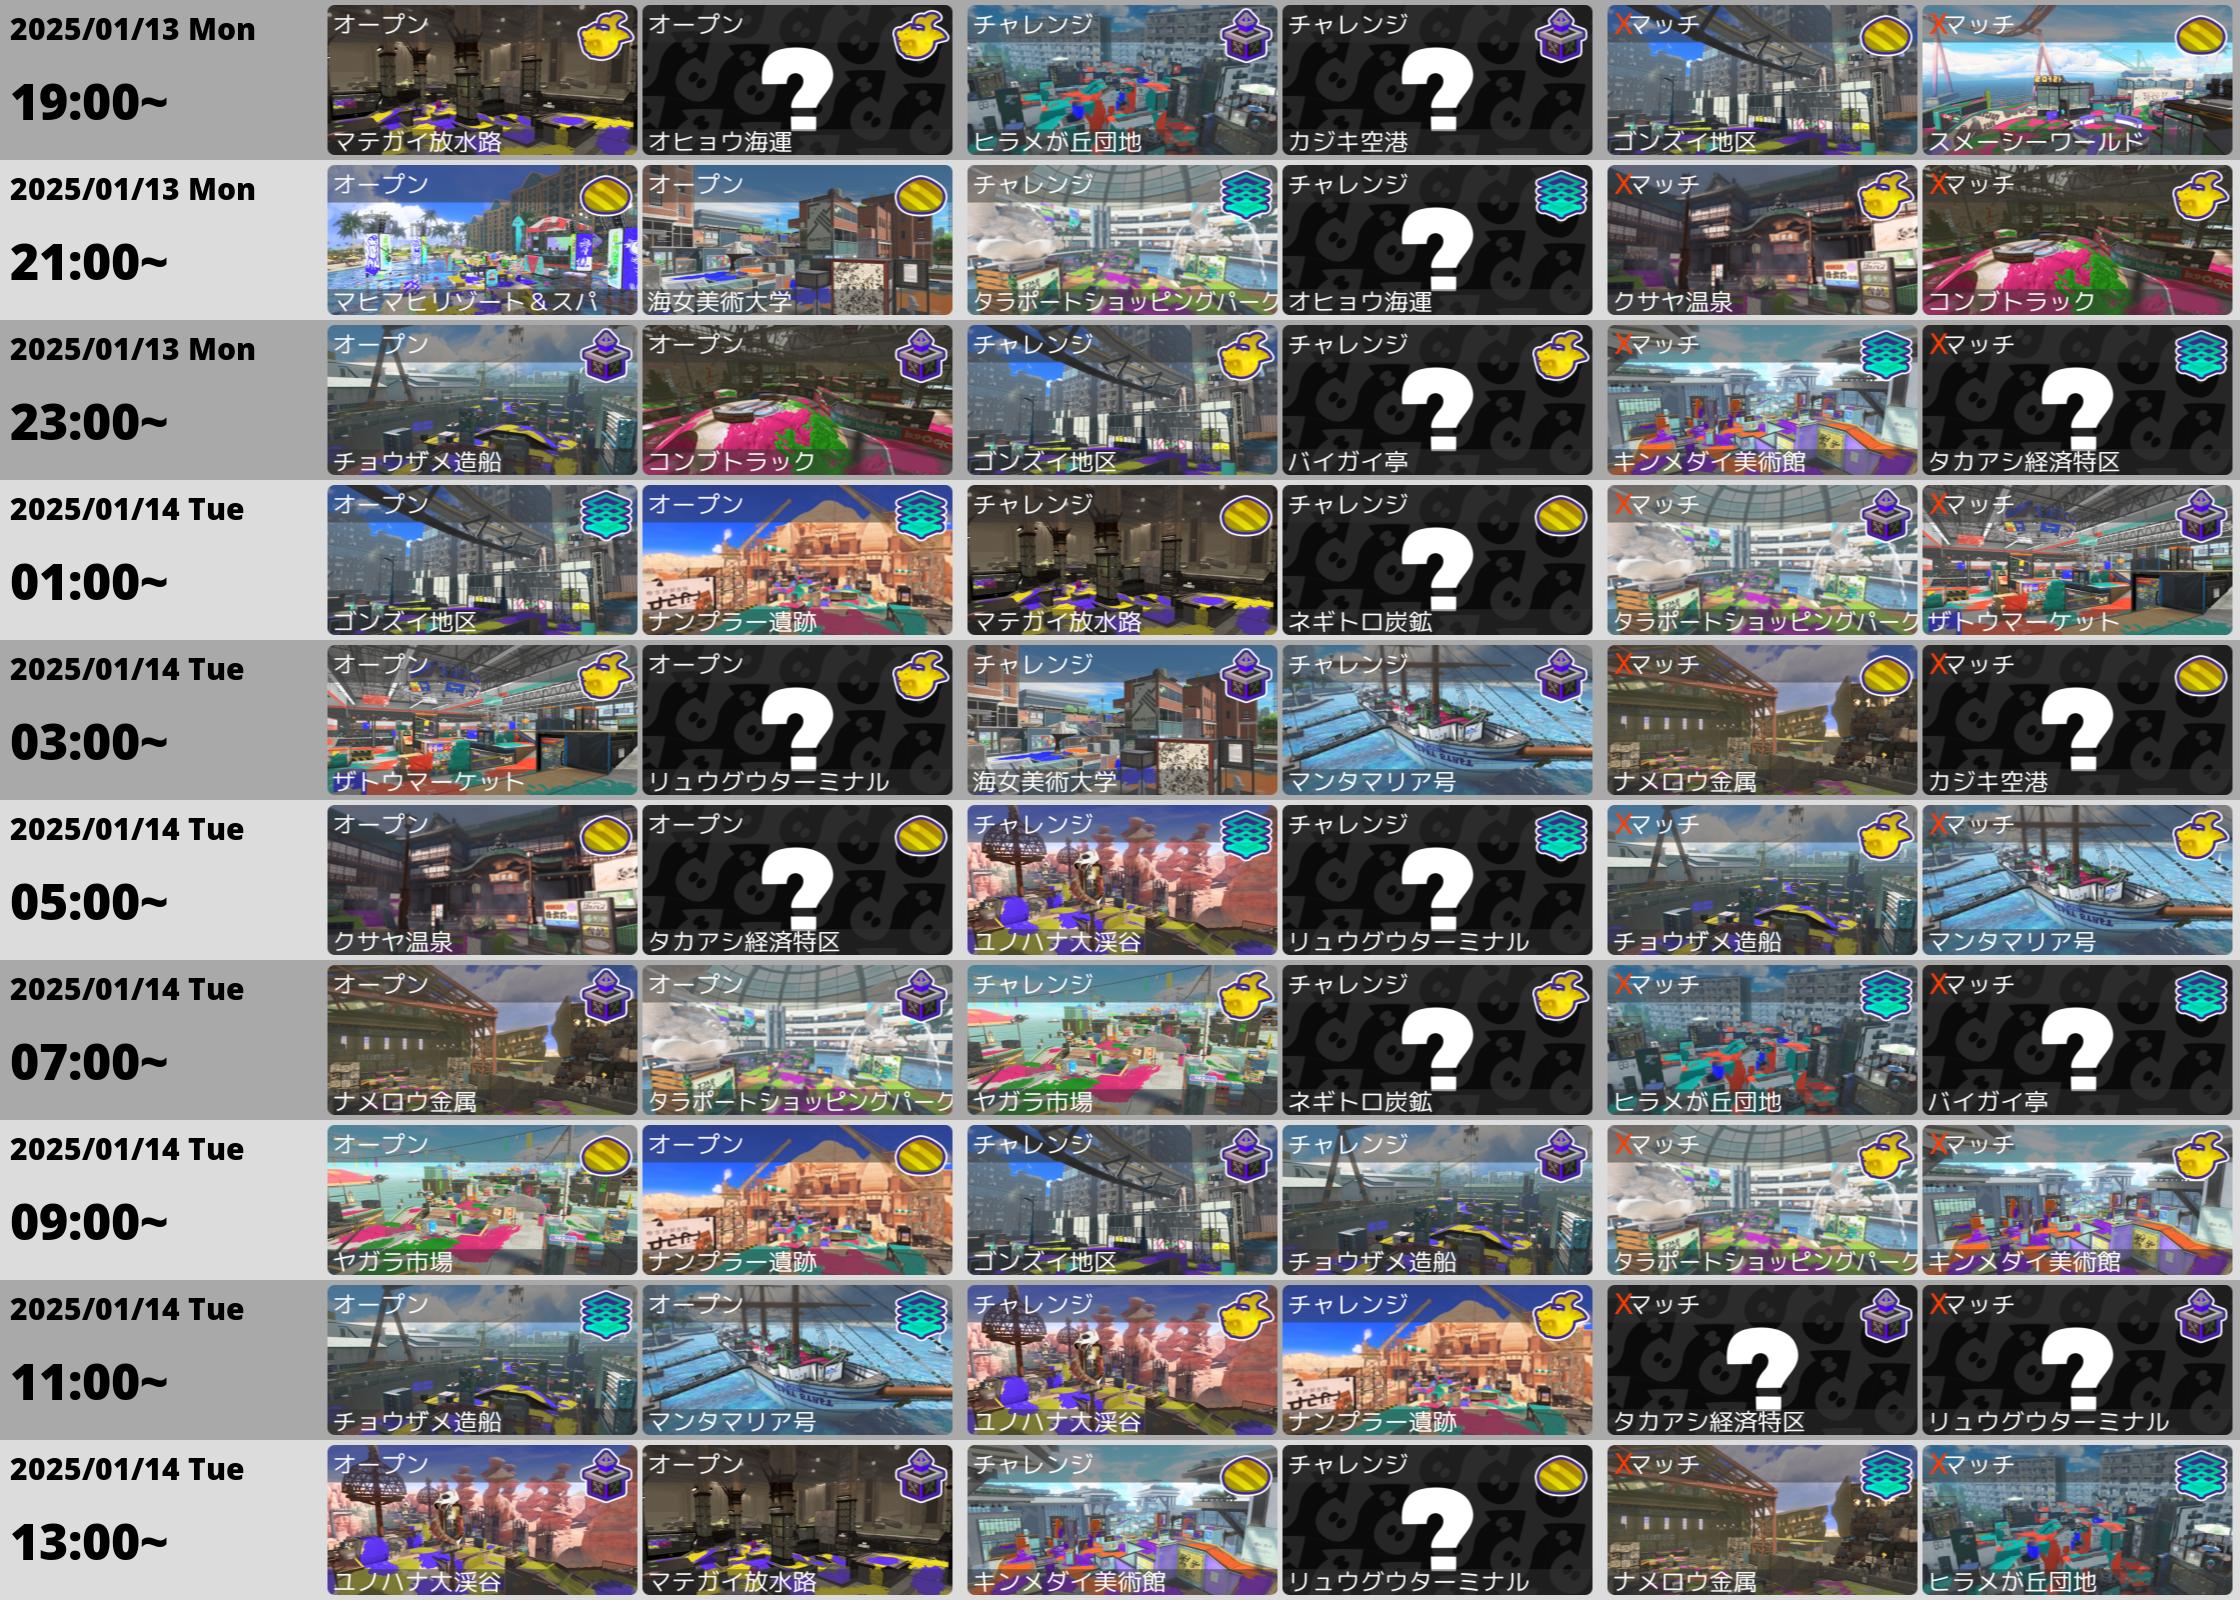 2025/01/13 Mon
19:00~
オープン
マテガイ放水路
オープン
?
オヒョウ海運
チャレンジ
ヒラメが丘団地
チャレンジ
?
カジキ空港
Xマッチ
ゴンズイ地区
Xマッチ
スメーシーワールド
2025/01/13 Mon
21:00~
オープン
マヒマヒリゾート&スパ
オープン
海女美術大学
チャレンジ
タラポートショッピングパーク
チャレンジ
?
オヒョウ海運
Xマッチ
クサヤ温泉
Xマッチ
コンブトラック
2025/01/13 Mon
23:00~
オープン
チョウザメ造船
オープン
コンブトラック
チャレンジ
ゴンズイ地区
チャレンジ
?
バイガイ亭
Xマッチ
キンメダイ美術館
Xマッチ
?
タカアシ経済特区
2025/01/14 Tue
01:00~
オープン
ゴンズイ地区
オープン
ナンプラー遺跡
チャレンジ
マテガイ放水路
チャレンジ
?
ネギトロ炭鉱
Xマッチ
タラポートショッピングパーク
Xマッチ
ザトウマーケット
2025/01/14 Tue
03:00~
オープン
ザトウマーケット
オープン
?
リュウグウターミナル
チャレンジ
海女美術大学
チャレンジ
マンタマリア号
Xマッチ
ナメロウ金属
Xマッチ
?
カジキ空港
2025/01/14 Tue
05:00~
オープン
クサヤ温泉
オープン
?
タカアシ経済特区
チャレンジ
ユノハナ大渓谷
チャレンジ
?
リュウグウターミナル
Xマッチ
チョウザメ造船
Xマッチ
マンタマリア号
2025/01/14 Tue
07:00~
オープン
ナメロウ金属
オープン
タラポートショッピングパーク
チャレンジ
ヤガラ市場
チャレンジ
?
ネギトロ炭鉱
Xマッチ
ヒラメが丘団地
Xマッチ
?
バイガイ亭
2025/01/14 Tue
09:00~
オープン
ヤガラ市場
オープン
ナンプラー遺跡
チャレンジ
ゴンズイ地区
チャレンジ
チョウザメ造船
Xマッチ
タラポートショッピングパーク
Xマッチ
キンメダイ美術館
2025/01/14 Tue
11:00~
オープン
チョウザメ造船
オープン
マンタマリア号
チャレンジ
ユノハナ大渓谷
チャレンジ
ナンプラー遺跡
Xマッチ
?
タカアシ経済特区
Xマッチ
?
リュウグウターミナル
2025/01/14 Tue
13:00~
オープン
ユノハナ大渓谷
オープン
マテガイ放水路
チャレンジ
キンメダイ美術館
チャレンジ
?
リュウグウターミナル
Xマッチ
ナメロウ金属
Xマッチ
ヒラメが丘団地